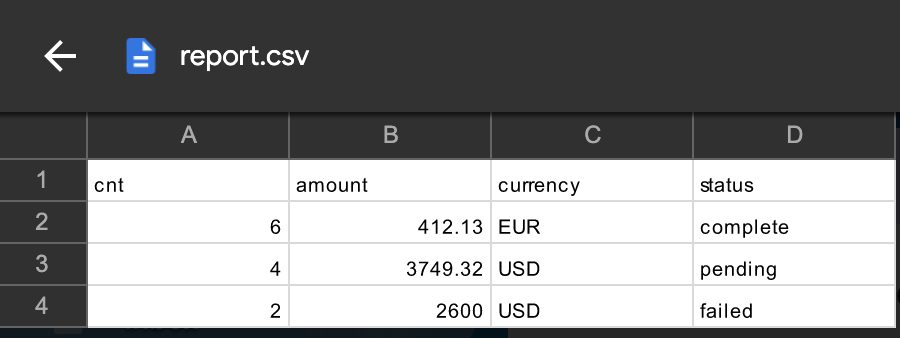 report.csv
A B C D
1 cnt amount currency status
2 6 412.13 EUR complete
3 4 3749.32 USD pending
4 2 2600 USD failed